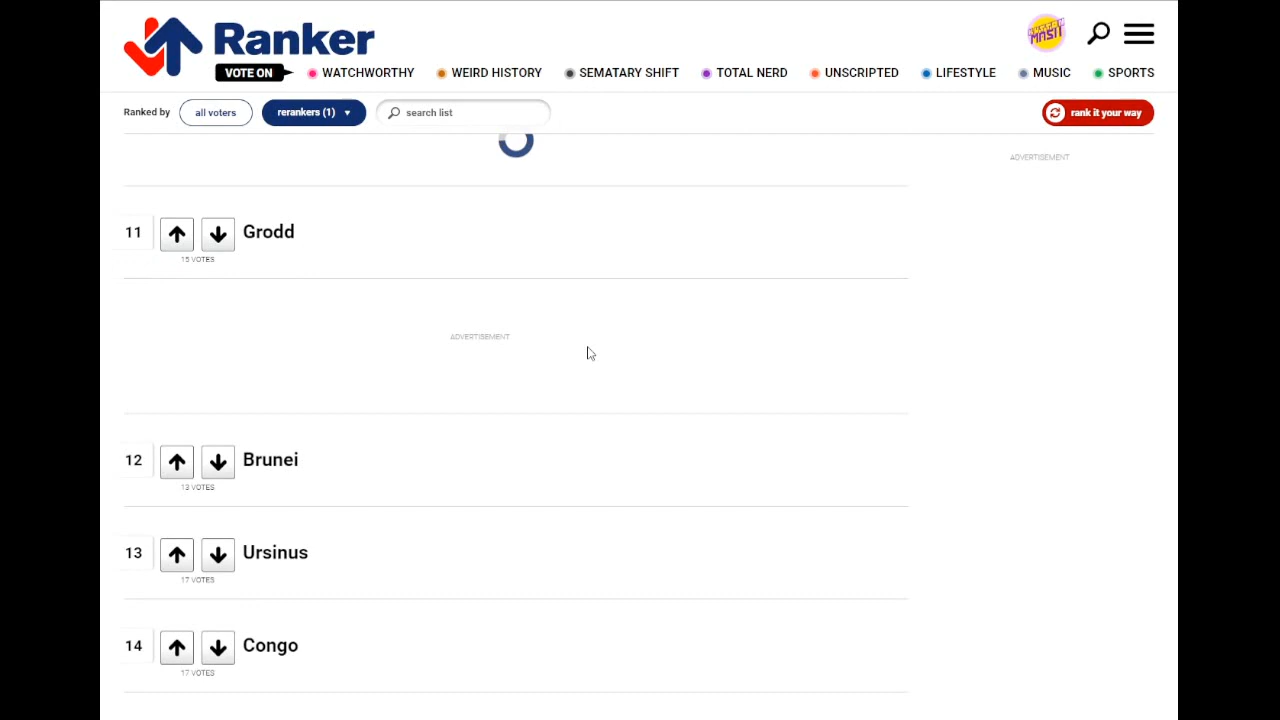 Ranker
VOTE ON
WATCHWORTHY
WEIRD HISTORY
SEMATARY SHIFT
TOTAL NERD
UNSCRIPTED
LIFESTYLE
MUSIC
SPORTS
Ranked by
all voters
rerankers (1)
search list
rank it your way
ADVERTISEMENT
11
Grodd
15 VOTES
ADVERTISEMENT
12
Brunei
13 VOTES
13
Ursinus
17 VOTES
14
Congo
17 VOTES